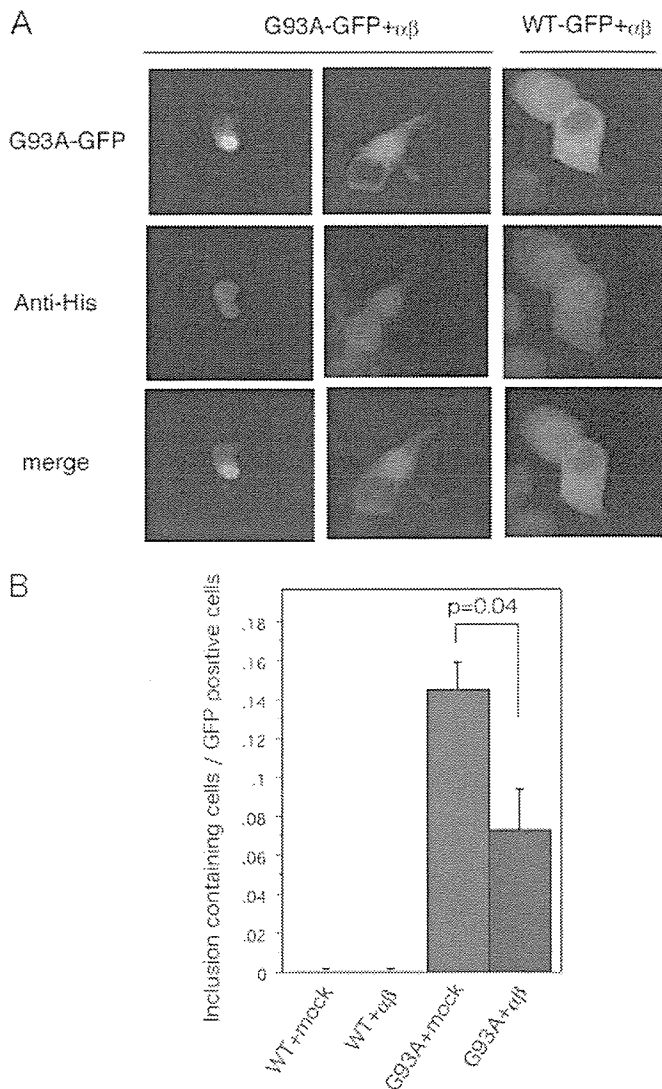 A
G93A-GFP+αβ
WT-GFP+αβ
G93A-GFP
Anti-His
merge
B
Inclusion containing cells / GFP positive cells
.18
.16
.14
.12
.1
.08
.06
.04
.02
0
p=0.04
WT+mock
WT+αβ
G93A+mock
G93A+αβ